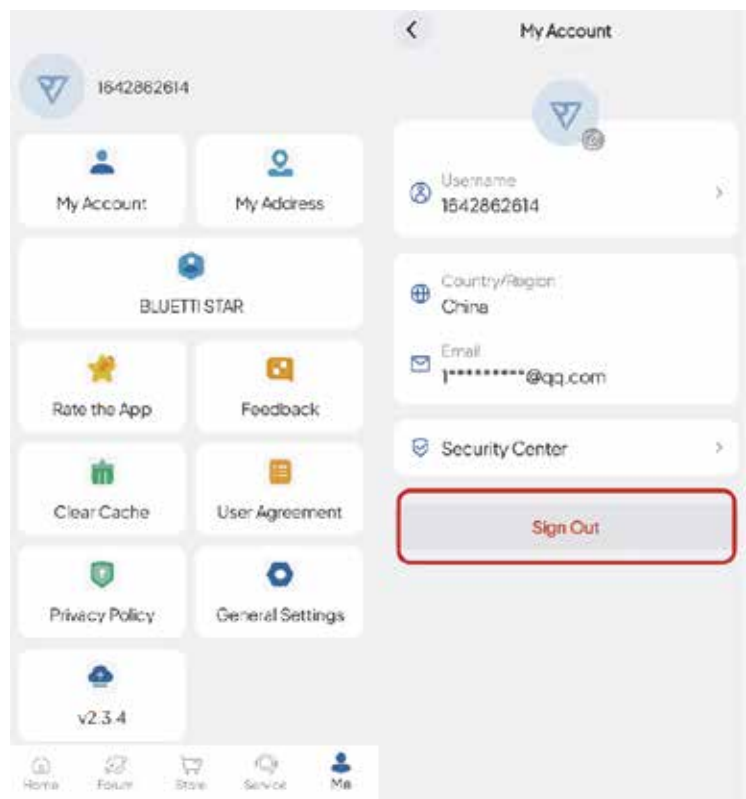 1642862614
My Account
My Address
BLUETTI STAR
Rate the App
Feedback
Clear Cache
User Agreement
Privacy Policy
General Settings
v2.3.4
Home
Forum
Store
Service
Me
My Account
Username
1642862614
Country/Region
China
Email
1*********@qq.com
Security Center
Sign Out